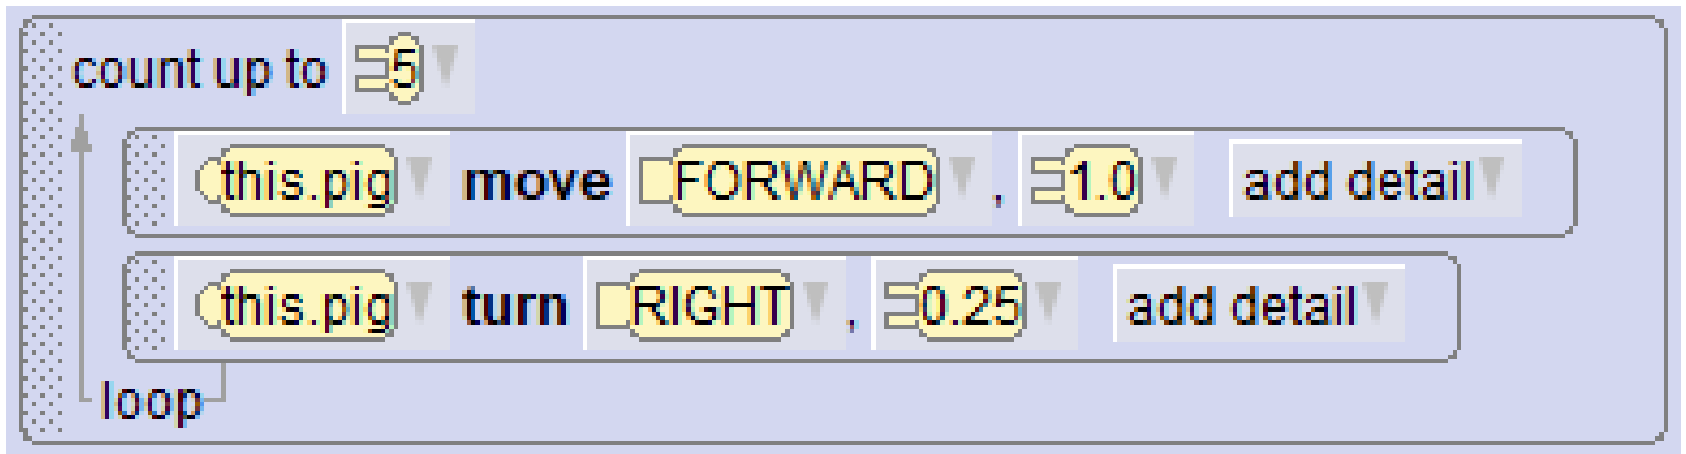 count up to 5
this.pig move FORWARD , 1.0 add detail
this.pig turn RIGHT , 0.25 add detail
loop